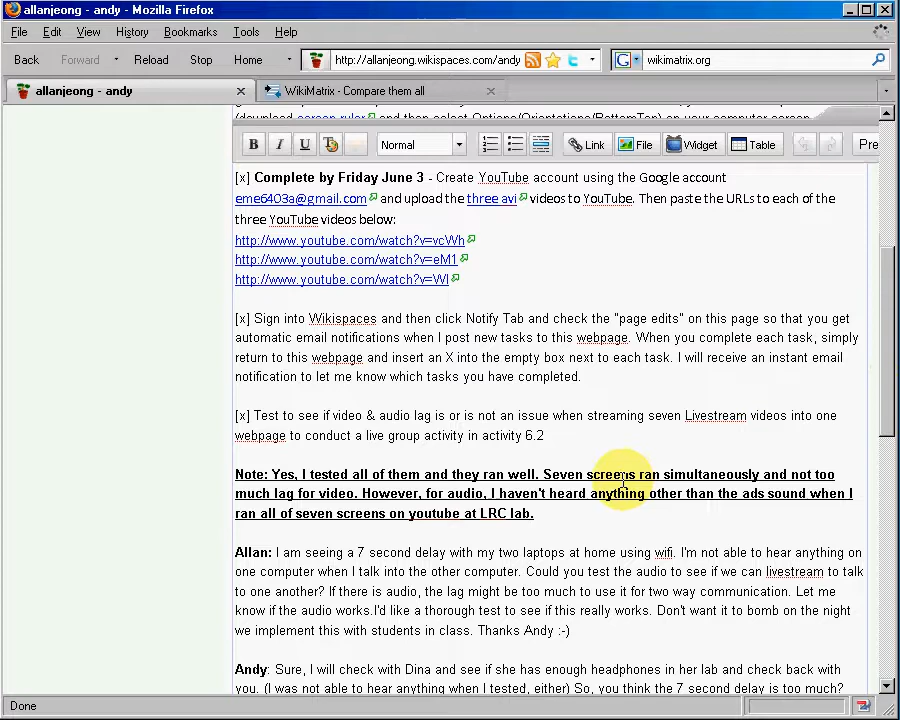 allanjeong - andy - Mozilla Firefox
File Edit View History Bookmarks Tools Help
Back Forward Reload Stop Home http://allanjeong.wikispaces.com/andy wikimatrix.org
allanjeong - andy WikiMatrix - Compare them all
(download screen ruler and then select Options/Orientations/BottomTop) on your computer screen
B I U Normal Link File Widget Table Pre
[x] Complete by Friday June 3 - Create YouTube account using the Google account
eme6403a@gmail.com and upload the three avi videos to YouTube. Then paste the URLs to each of the
three YouTube videos below:
http://www.youtube.com/watch?v=vcWh
http://www.youtube.com/watch?v=eM1
http://www.youtube.com/watch?v=WI
[x] Sign into Wikispaces and then click Notify Tab and check the "page edits" on this page so that you get
automatic email notifications when I post new tasks to this webpage. When you complete each task, simply
return to this webpage and insert an X into the empty box next to each task. I will receive an instant email
notification to let me know which tasks you have completed.
[x] Test to see if video & audio lag is or is not an issue when streaming seven Livestream videos into one
webpage to conduct a live group activity in activity 6.2
Note: Yes, I tested all of them and they ran well. Seven screens ran simultaneously and not too
much lag for video. However, for audio, I haven't heard anything other than the ads sound when I
ran all of seven screens on youtube at LRC lab.
Allan: I am seeing a 7 second delay with my two laptops at home using wifi. I'm not able to hear anything on
one computer when I talk into the other computer. Could you test the audio to see if we can livestream to talk
to one another? If there is audio, the lag might be too much to use it for two way communication. Let me
know if the audio works.I'd like a thorough test to see if this really works. Don't want it to bomb on the night
we implement this with students in class. Thanks Andy :-)
Andy: Sure, I will check with Dina and see if she has enough headphones in her lab and check back with
you. (I was not able to hear anything when I tested, either) So, you think the 7 second delay is too much?
Done